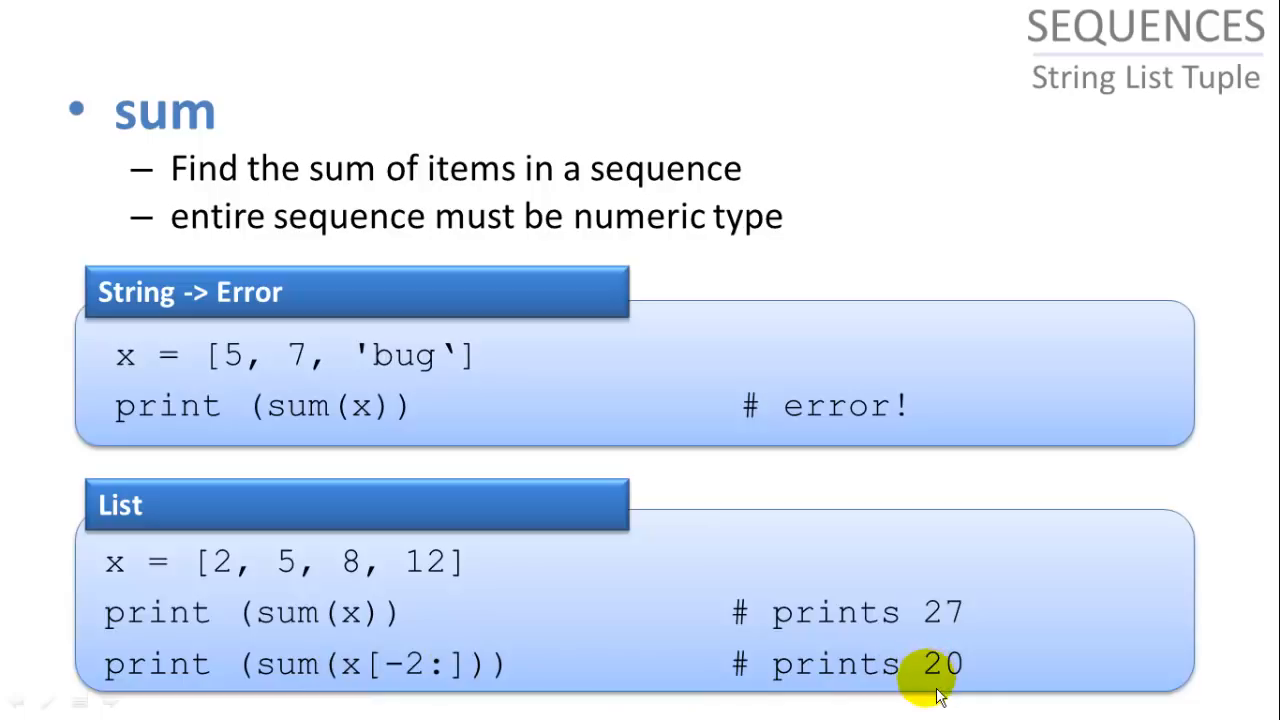 SEQUENCES
String List Tuple
• sum
– Find the sum of items in a sequence
– entire sequence must be numeric type
String -> Error
x = [5, 7, 'bug‘]
print (sum(x)) # error!
List
x = [2, 5, 8, 12]
print (sum(x)) # prints 27
print (sum(x[-2:])) # prints 20